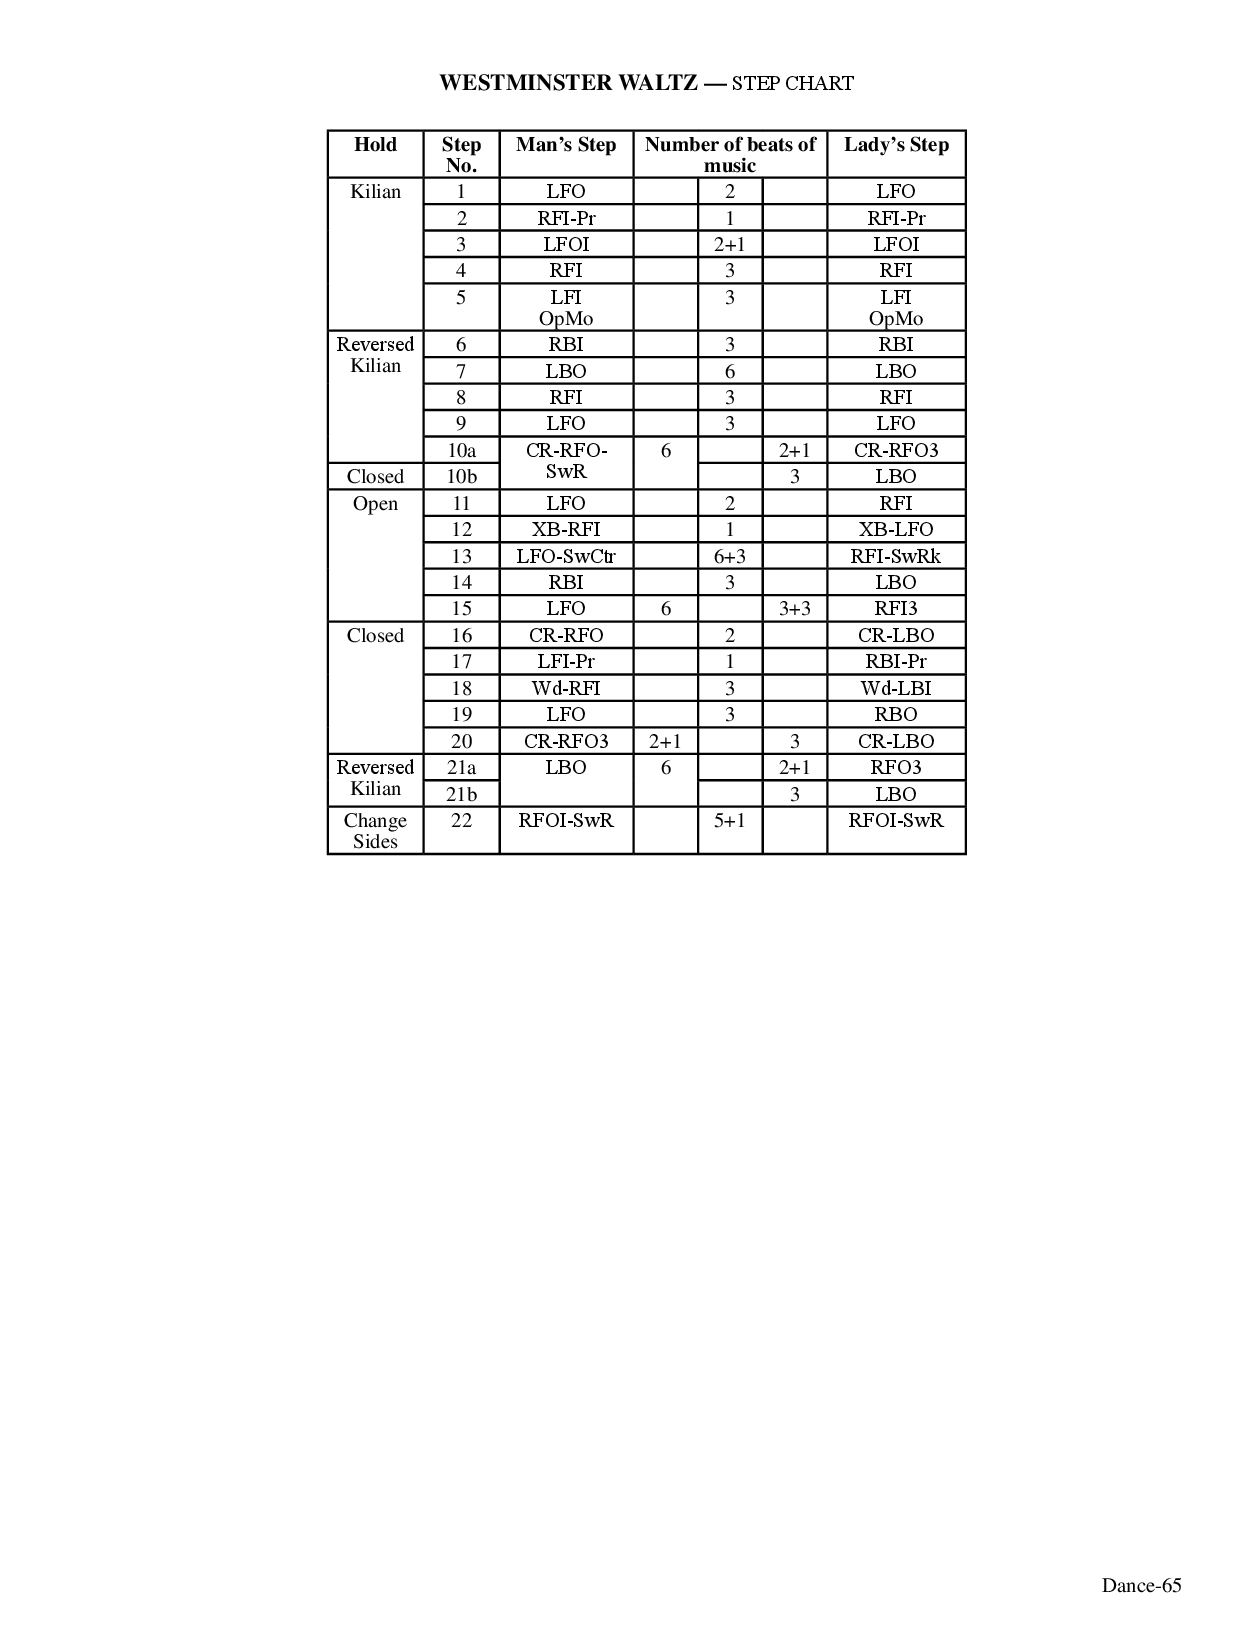 WESTMINSTER WALTZ — STEP CHART
Hold Step No. Man's Step Number of beats of music Lady's Step
Kilian 1 LFO 2 LFO
2 RFI-Pr 1 RFI-Pr
3 LFOI 2+1 LFOI
4 RFI 3 RFI
5 LFI OpMo 3 LFI OpMo
Reversed Kilian 6 RBI 3 RBI
7 LBO 6 LBO
8 RFI 3 RFI
9 LFO 3 LFO
10a CR-RFO-SwR 6 2+1 CR-RFO3
Closed 10b 3 LBO
Open 11 LFO 2 RFI
12 XB-RFI 1 XB-LFO
13 LFO-SwCtr 6+3 RFI-SwRk
14 RBI 3 LBO
15 LFO 6 3+3 RFI3
Closed 16 CR-RFO 2 CR-LBO
17 LFI-Pr 1 RBI-Pr
18 Wd-RFI 3 Wd-LBI
19 LFO 3 RBO
20 CR-RFO3 2+1 3 CR-LBO
Reversed Kilian 21a LBO 6 2+1 RFO3
21b 3 LBO
Change Sides 22 RFOI-SwR 5+1 RFOI-SwR
Dance-65